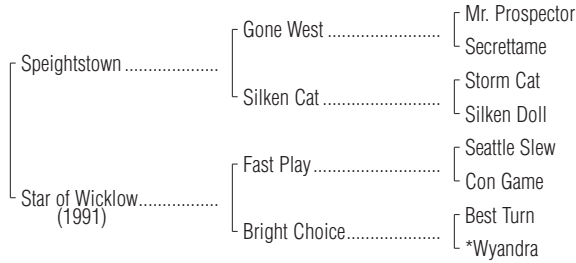 Mr. Prospector
Gone West ........................
Secrettame
Speightstown ....................
Storm Cat
Silken Cat ..........................
Silken Doll
Seattle Slew
Fast Play ...........................
Con Game
Star of Wicklow.................
(1991)
Best Turn
Bright Choice....................
*Wyandra